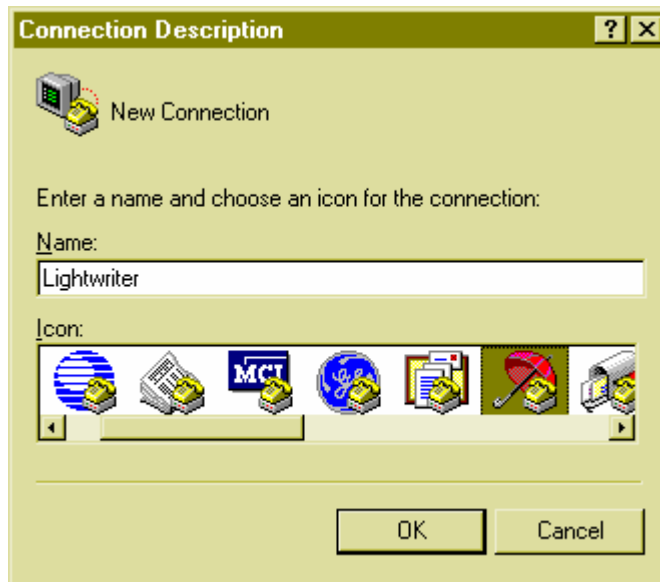 Connection Description
New Connection
Enter a name and choose an icon for the connection:
Name:
Lightwriter
Icon:
MCI
OK Cancel